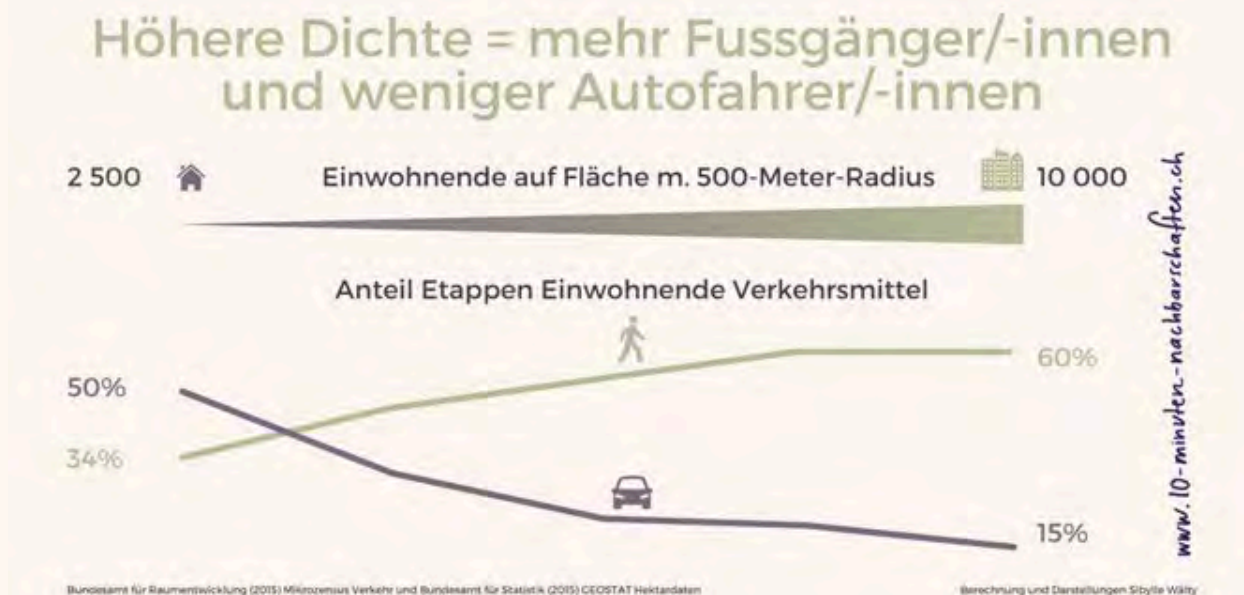 Höhere Dichte = mehr Fussgänger/-innen
und weniger Autofahrer/-innen
2 500
Einwohnende auf Fläche m. 500-Meter-Radius
10 000
Anteil Etappen Einwohnende Verkehrsmittel
50%
34%
60%
15%
www.10-minuten-nachbarschaften.ch
Bundesamt für Raumentwicklung (2015) Mikrozensus Verkehr und Bundesamt für Statistik (2015) GEOSTAT Hektardaten
Berechnung und Darstellungen Sibylle Wälty